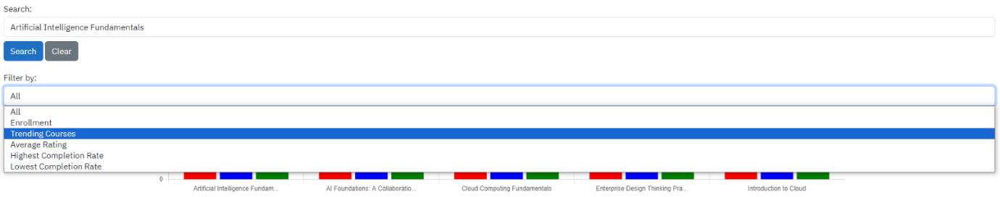 Search:
Artificial Intelligence Fundamentals
Search Clear
Filter by:
All
All
Enrollment
Trending Courses
Average Rating
Highest Completion Rate
Lowest Completion Rate
0
Artificial Intelligence Fundam... AI Foundations: A Collaboratio... Cloud Computing Fundamentals Enterprise Design Thinking Pra... Introduction to Cloud